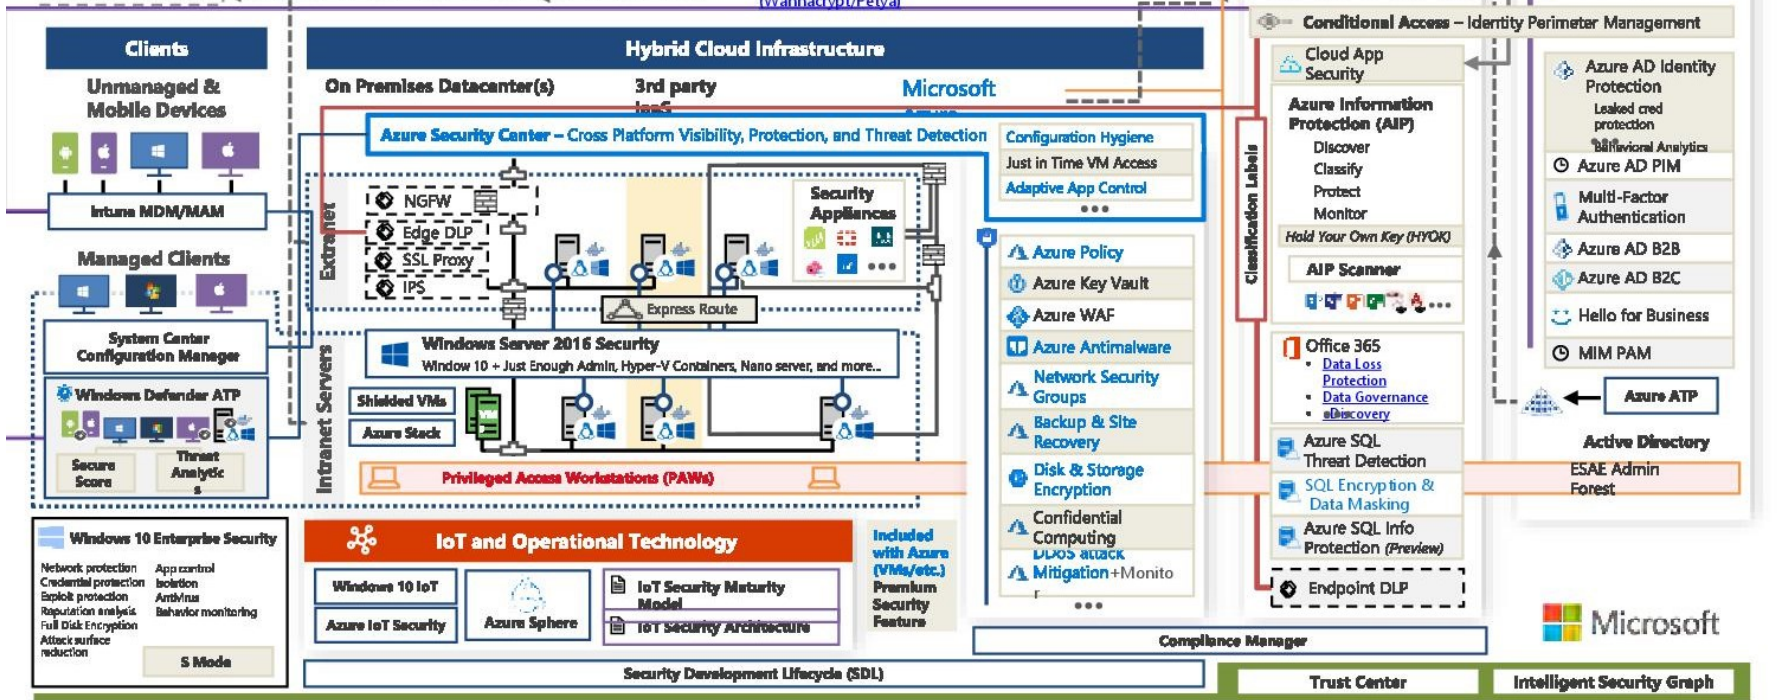 (Wannacrypt/Petya)
Clients
Unmanaged &
Mobile Devices
Intune MDM/MAM
Managed Clients
System Center
Configuration Manager
Windows Defender ATP
Secure
Score
Threat
Analytic
s
Windows 10 Enterprise Security
Network protection
Credential protection
Exploit protection
Reputation analysis
Full Disk Encryption
Attack surface
reduction
App control
Isolation
Antivirus
Behavior monitoring
S Mode
Hybrid Cloud Infrastructure
On Premises Datacenter(s)
3rd party
IaaS
Microsoft
Azure
Azure Security Center – Cross Platform Visibility, Protection, and Threat Detection
Configuration Hygiene
Just in Time VM Access
Adaptive App Control
Extranet
NGFW
Edge DLP
SSL Proxy
IPS
Security
Appliances
Express Route
Intranet Servers
Windows Server 2016 Security
Window 10 + Just Enough Admin, Hyper-V Containers, Nano server, and more...
Shielded VMs
Azure Stack
VM
Privileged Access Workstations (PAWs)
Azure Policy
Azure Key Vault
Azure WAF
Azure Antimalware
Network Security
Groups
Backup & Site
Recovery
Disk & Storage
Encryption
Confidential
Computing
DDoS attack
Mitigation+Monito
r
IoT and Operational Technology
Windows 10 IoT
Azure IoT Security
Azure Sphere
IoT Security Maturity
Model
IoT Security Architecture
Included
with Azure
(VMs/etc.)
Premium
Security
Feature
Security Development Lifecycle (SDL)
Compliance Manager
Conditional Access – Identity Perimeter Management
Cloud App
Security
Classification Labels
Azure Information
Protection (AIP)
Discover
Classify
Protect
Monitor
Hold Your Own Key (HYOK)
AIP Scanner
Office 365
Data Loss
Protection
Data Governance
eDiscovery
Azure SQL
Threat Detection
SQL Encryption &
Data Masking
Azure SQL Info
Protection (Preview)
Endpoint DLP
Azure AD Identity
Protection
Leaked cred
protection
Behavioral Analytics
Azure AD PIM
Multi-Factor
Authentication
Azure AD B2B
Azure AD B2C
Hello for Business
MIM PAM
Azure ATP
Active Directory
ESAE Admin
Forest
Microsoft
Trust Center
Intelligent Security Graph